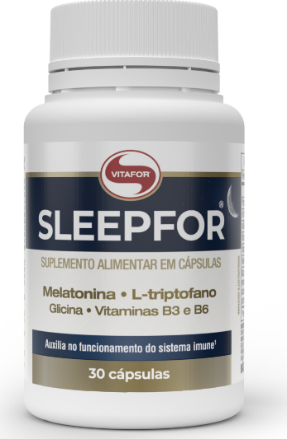 VITAFOR®
SLEEPFOR®
SUPLEMENTO ALIMENTAR EM CÁPSULAS
Melatonina • L-triptofano
Glicina • Vitaminas B3 e B6
Auxilia no funcionamento do sistema imune¹
30 cápsulas